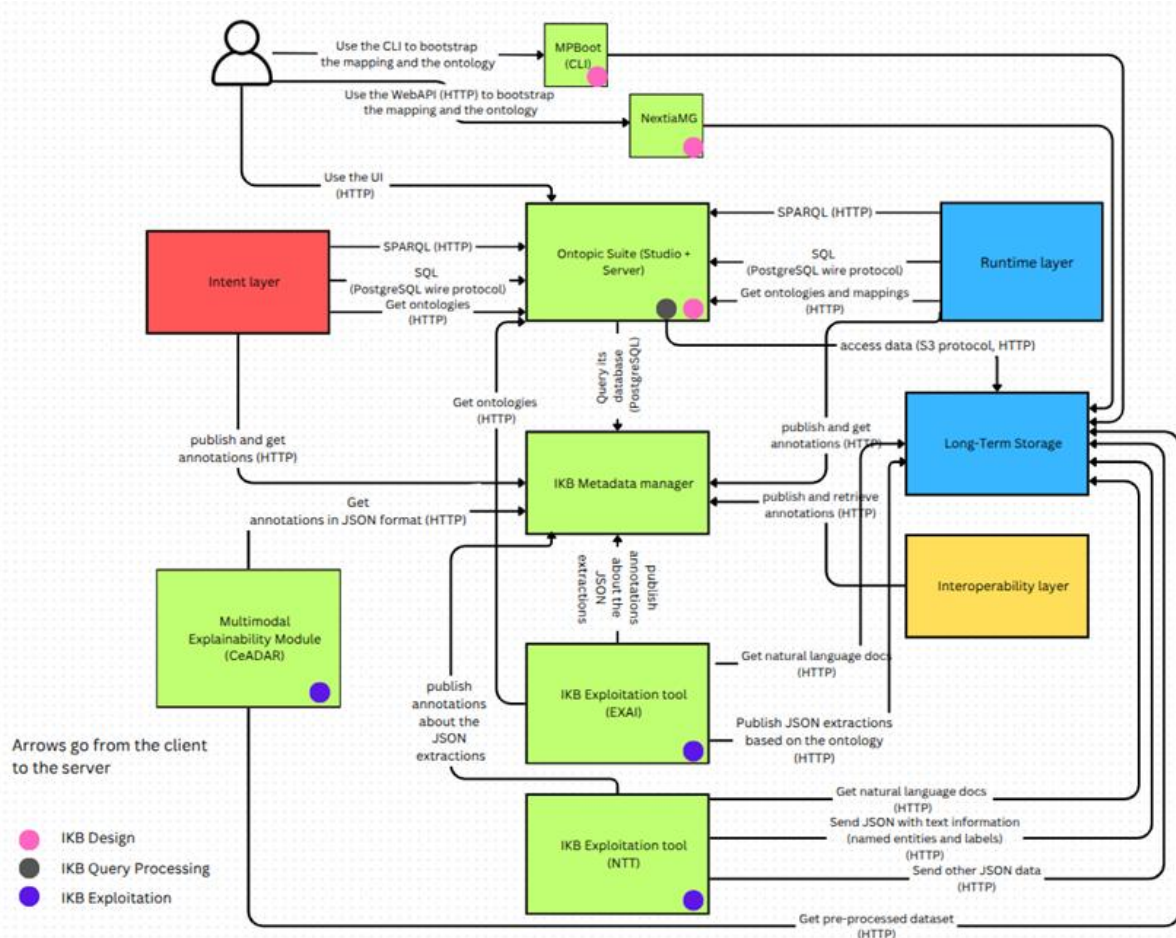 Use the CLI to bootstrap
the mapping and the ontology
MPBoot
(CLI)
Use the WebAPI (HTTP) to bootstrap
the mapping and the ontology
NextiaMG
Use the UI
(HTTP)
Intent layer
SPARQL (HTTP)
SQL
(PostgreSQL wire protocol)
Get ontologies
(HTTP)
Ontopic Suite (Studio +
Server)
SPARQL (HTTP)
SQL
(PostgreSQL wire protocol)
Get ontologies and mappings
(HTTP)
Runtime layer
access data (S3 protocol, HTTP)
Query its
database
(PostgreSQL)
Get ontologies
(HTTP)
publish and get
annotations (HTTP)
publish and get
annotations (HTTP)
Long-Term Storage
IKB Metadata manager
Get
annotations in JSON format (HTTP)
publish and retrieve
annotations (HTTP)
publish
annotations
about the
JSON
extractions
Interoperability layer
Multimodal
Explainability Module
(CeADAR)
IKB Exploitation tool
(EXAI)
Get natural language docs
(HTTP)
Publish JSON extractions
based on the ontology
(HTTP)
publish
annotations
about the
JSON
extractions
Arrows go from the client
to the server
IKB Exploitation tool
(NTT)
Get natural language docs
(HTTP)
Send JSON with text information
(named entities and labels)
(HTTP)
Send other JSON data
(HTTP)
IKB Design
IKB Query Processing
IKB Exploitation
Get pre-processed dataset
(HTTP)